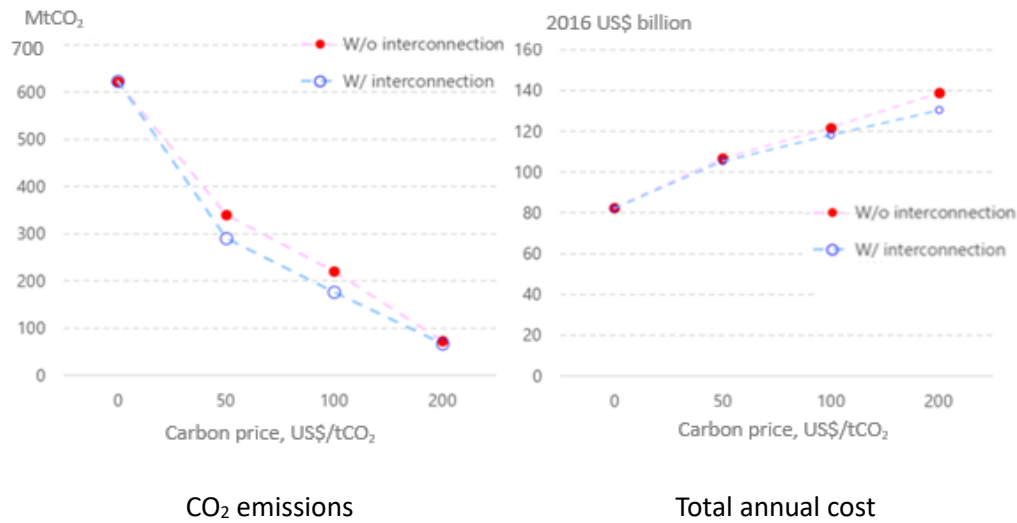 MtCO₂
700
600
500
400
300
200
100
0
W/o interconnection
W/ interconnection
0 50 100 200
Carbon price, US$/tCO₂
CO₂ emissions
2016 US$ billion
160
140
120
100
80
60
40
20
0
W/o interconnection
W/ interconnection
0 50 100 200
Carbon price, US$/tCO₂
Total annual cost